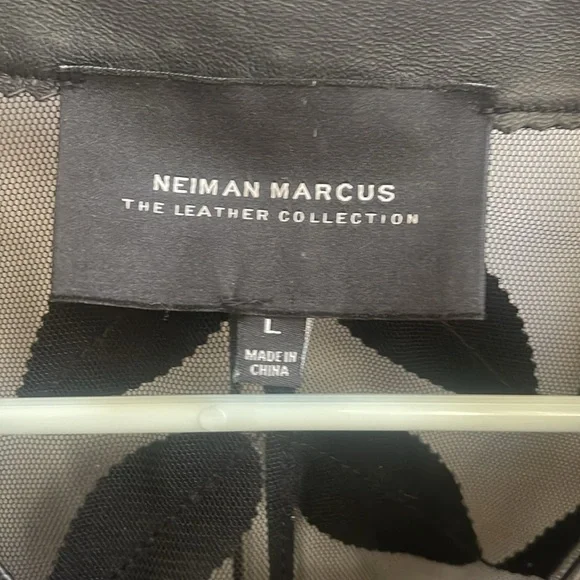 NEIMAN MARCUS
THE LEATHER COLLECTION
L
MADE IN
CHINA